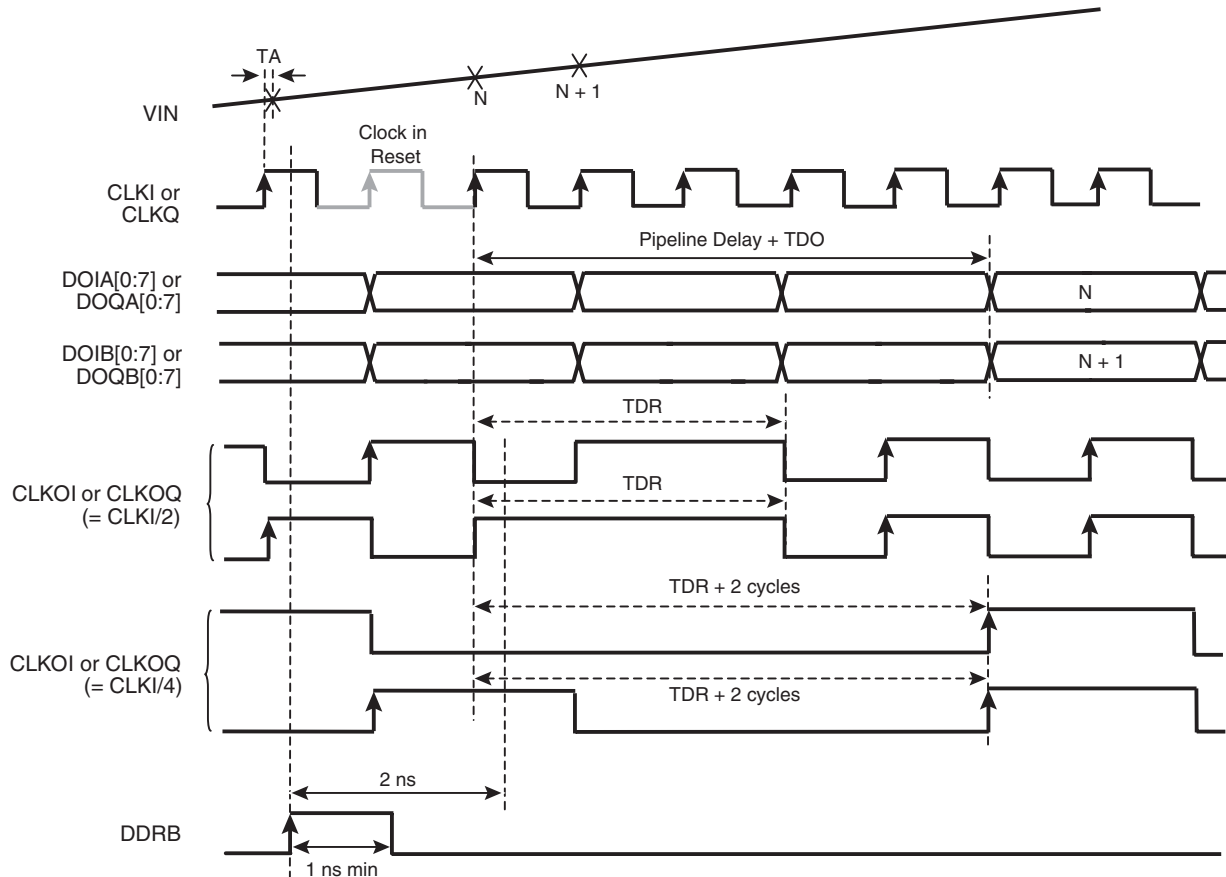 TA
N
N + 1
VIN
Clock in
Reset
CLKI or
CLKQ
Pipeline Delay + TDO
DOIA[0:7] or
DOQA[0:7]
N
DOIB[0:7] or
DOQB[0:7]
N + 1
TDR
CLKOI or CLKOQ
(= CLKI/2)
TDR
TDR + 2 cycles
CLKOI or CLKOQ
(= CLKI/4)
TDR + 2 cycles
2 ns
DDRB
1 ns min